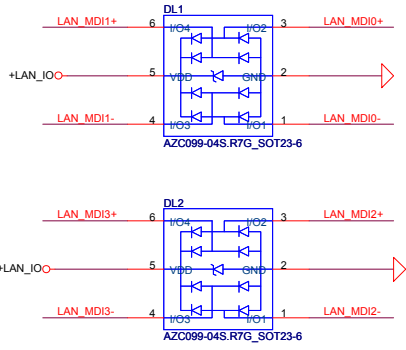 DL1
LAN_MDI1+ 6 I/O4 I/O2 3 LAN_MDI0+
+LAN_IO 5 VDD GND 2
LAN_MDI1- 4 I/O3 I/O1 1 LAN_MDI0-
AZC099-04S.R7G_SOT23-6
DL2
LAN_MDI3+ 6 I/O4 I/O2 3 LAN_MDI2+
+LAN_IO 5 VDD GND 2
LAN_MDI3- 4 I/O3 I/O1 1 LAN_MDI2-
AZC099-04S.R7G_SOT23-6